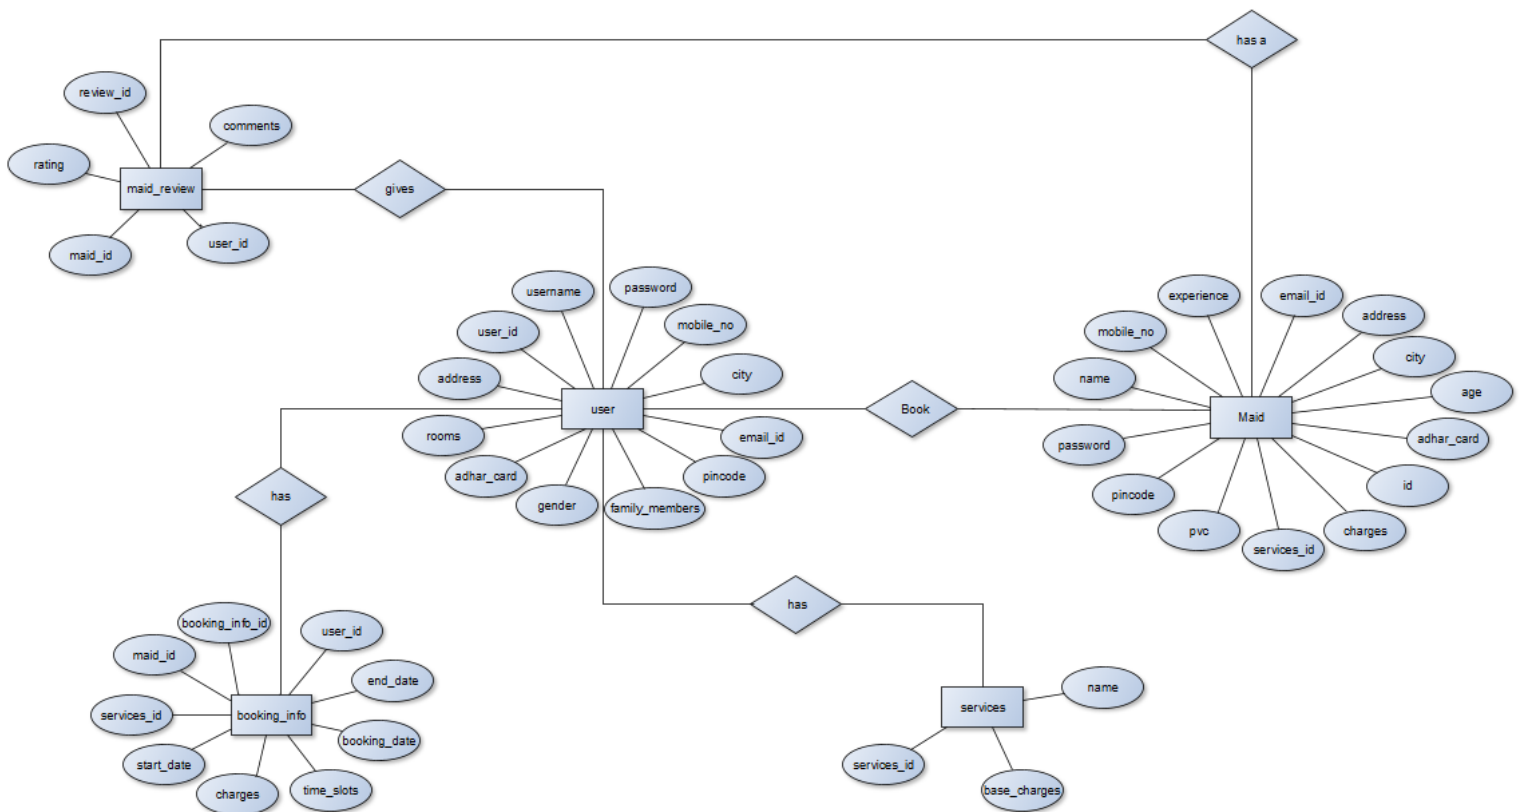 has a
review_id
comments
rating
maid_review
gives
user_id
maid_id
username
password
user_id
mobile_no
address
city
user
rooms
email_id
adhar_card
pincode
gender
family_members
Book
experience
email_id
mobile_no
address
city
name
age
Maid
password
adhar_card
pincode
id
pvc
charges
services_id
has
has
booking_info_id
user_id
maid_id
end_date
services_id
booking_info
booking_date
start_date
charges
time_slots
name
services
services_id
base_charges